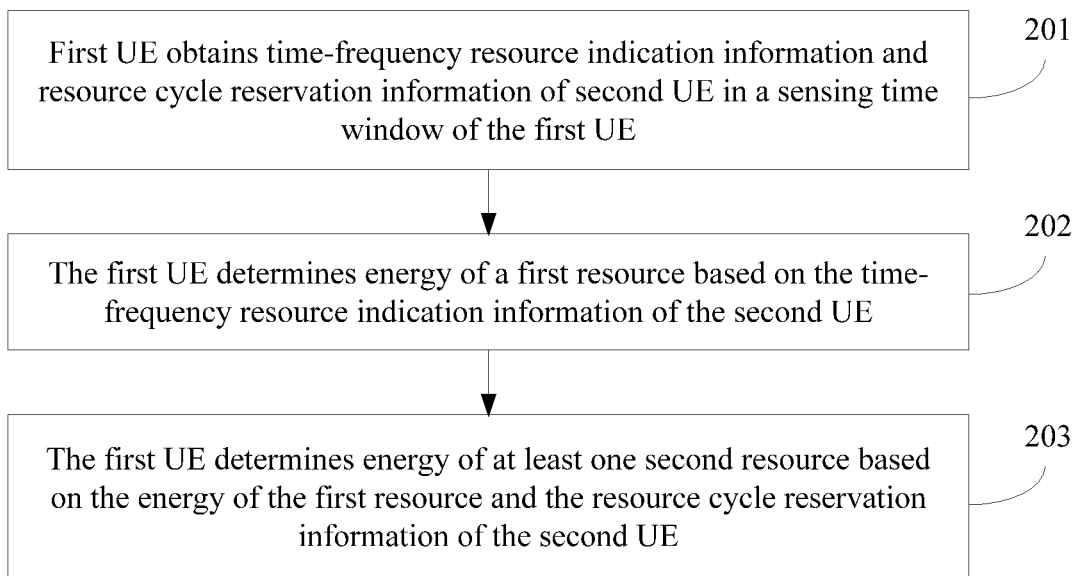 First UE obtains time-frequency resource indication information and
resource cycle reservation information of second UE in a sensing time
window of the first UE
201
The first UE determines energy of a first resource based on the time-
frequency resource indication information of the second UE
202
The first UE determines energy of at least one second resource based
on the energy of the first resource and the resource cycle reservation
information of the second UE
203